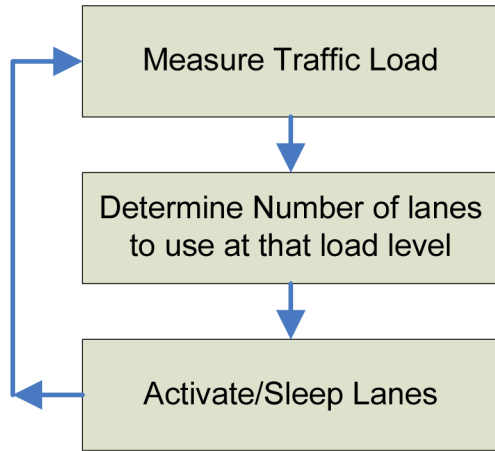 Measure Traffic Load
Determine Number of lanes
to use at that load level
Activate/Sleep Lanes